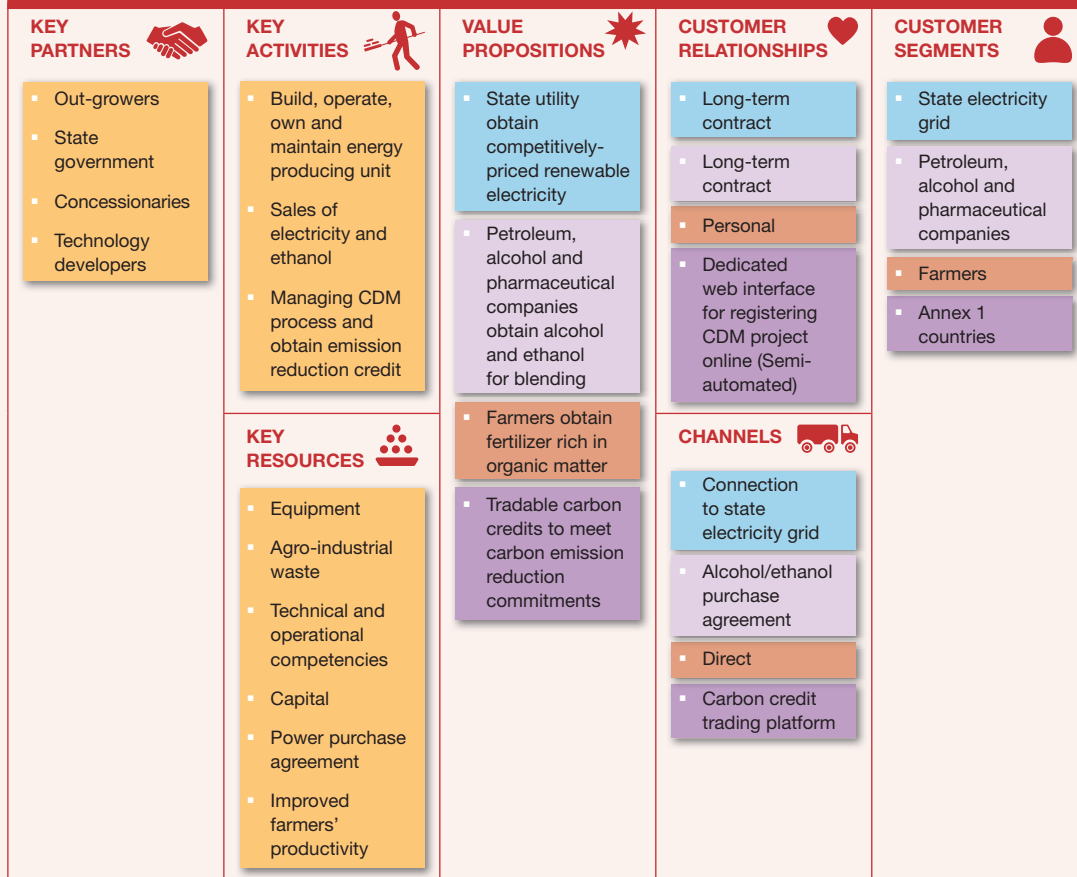 KEY
PARTNERS
Out-growers
State
government
Concessionaries
Technology
developers
KEY
ACTIVITIES
Build, operate,
own and
maintain energy
producing unit
Sales of
electricity and
ethanol
Managing CDM
process and
obtain emission
reduction credit
KEY
RESOURCES
Equipment
Agro-industrial
waste
Technical and
operational
competencies
Capital
Power purchase
agreement
Improved
farmers'
productivity
VALUE
PROPOSITIONS
State utility
obtain
competitively-
priced renewable
electricity
Petroleum,
alcohol and
pharmaceutical
companies
obtain alcohol
and ethanol
for blending
Farmers obtain
fertilizer rich in
organic matter
Tradable carbon
credits to meet
carbon emission
reduction
commitments
CUSTOMER
RELATIONSHIPS
Long-term
contract
Long-term
contract
Personal
Dedicated
web interface
for registering
CDM project
online (Semi-
automated)
CHANNELS
Connection
to state
electricity grid
Alcohol/ethanol
purchase
agreement
Direct
Carbon credit
trading platform
CUSTOMER
SEGMENTS
State electricity
grid
Petroleum,
alcohol and
pharmaceutical
companies
Farmers
Annex 1
countries